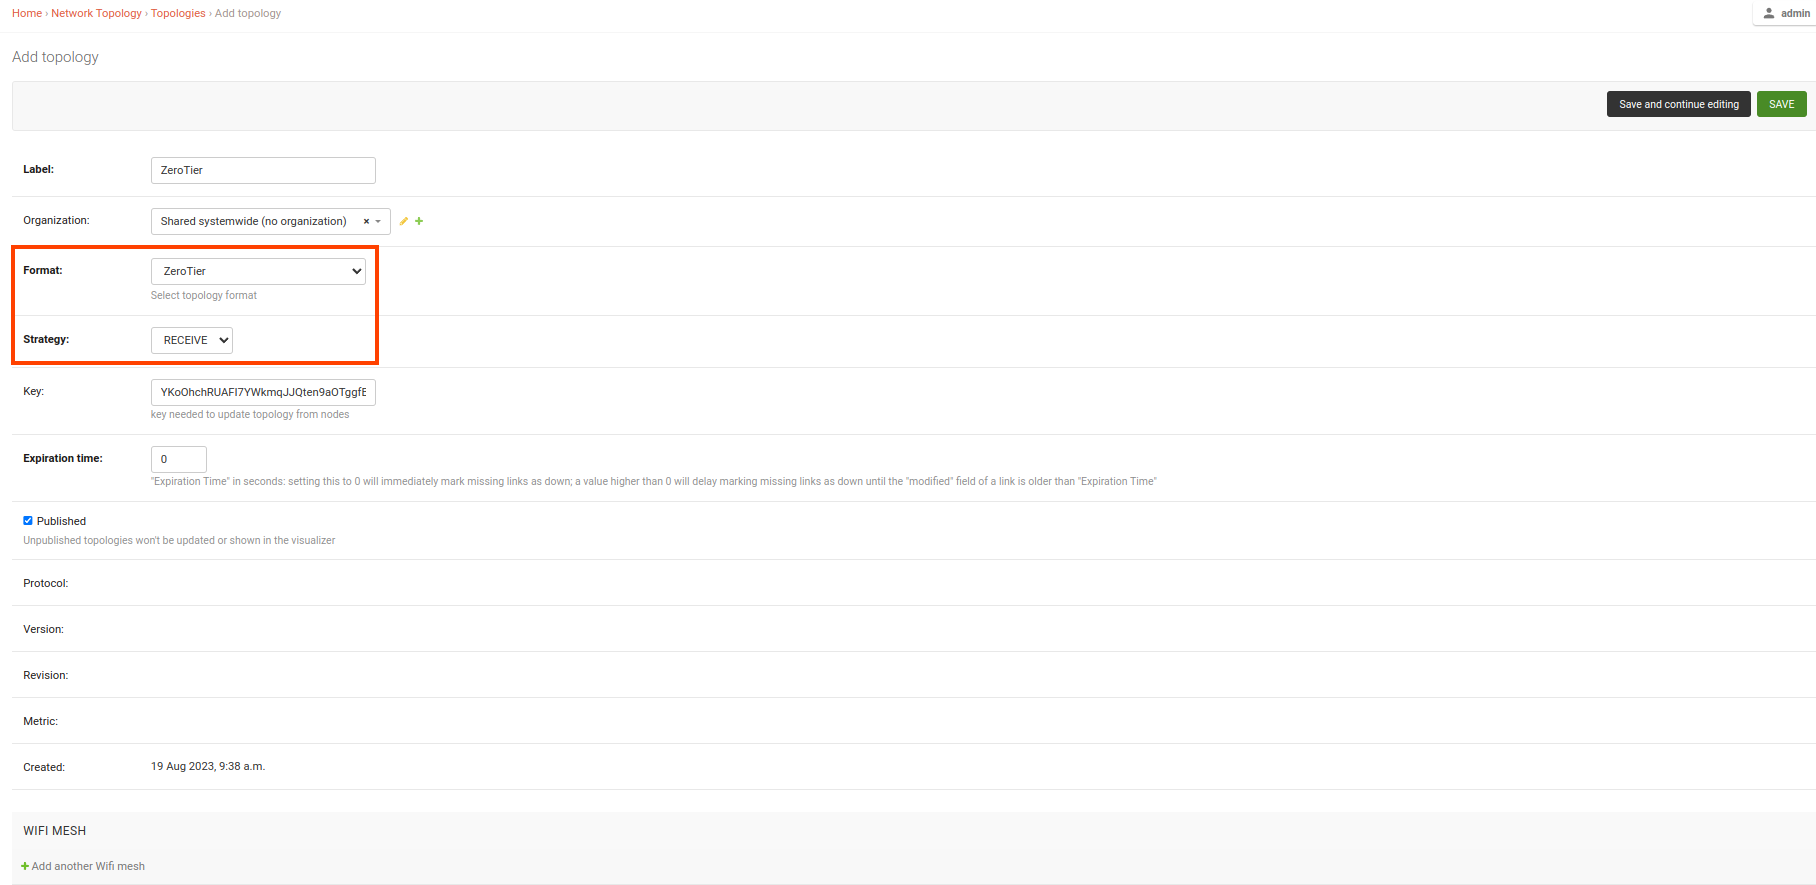 Home › Network Topology › Topologies › Add topology
admin
Add topology
Save and continue editing
SAVE
Label:
ZeroTier
Organization:
Shared systemwide (no organization)
Format:
ZeroTier
Select topology format
Strategy:
RECEIVE
Key:
YKoOhchRUAFI7YWkmqJJQten9aOTggfE
key needed to update topology from nodes
Expiration time:
0
"Expiration Time" in seconds: setting this to 0 will immediately mark missing links as down; a value higher than 0 will delay marking missing links as down until the "modified" field of a link is older than "Expiration Time"
Published
Unpublished topologies won't be updated or shown in the visualizer
Protocol:
Version:
Revision:
Metric:
Created:
19 Aug 2023, 9:38 a.m.
WIFI MESH
Add another Wifi mesh